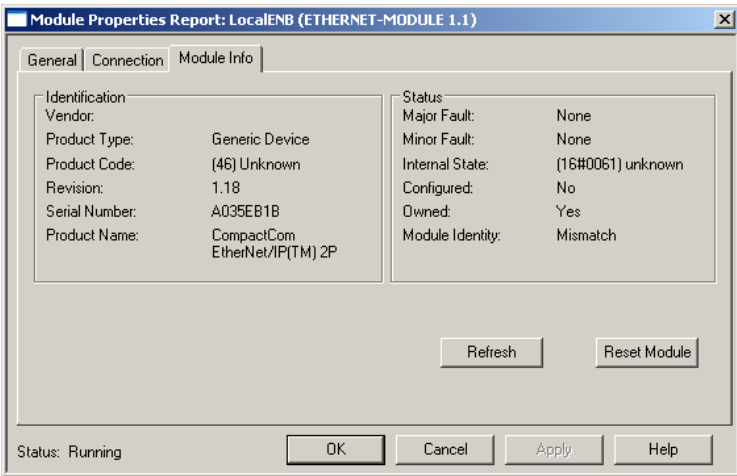 Module Properties Report: LocalENB (ETHERNET-MODULE 1.1)
General Connection Module Info
Identification
Vendor:
Product Type: Generic Device
Product Code: (46) Unknown
Revision: 1.18
Serial Number: A035EB1B
Product Name: CompactCom
EtherNet/IP(TM) 2P
Status
Major Fault: None
Minor Fault: None
Internal State: (16#0061) unknown
Configured: No
Owned: Yes
Module Identity: Mismatch
Refresh Reset Module
Status: Running OK Cancel Apply Help